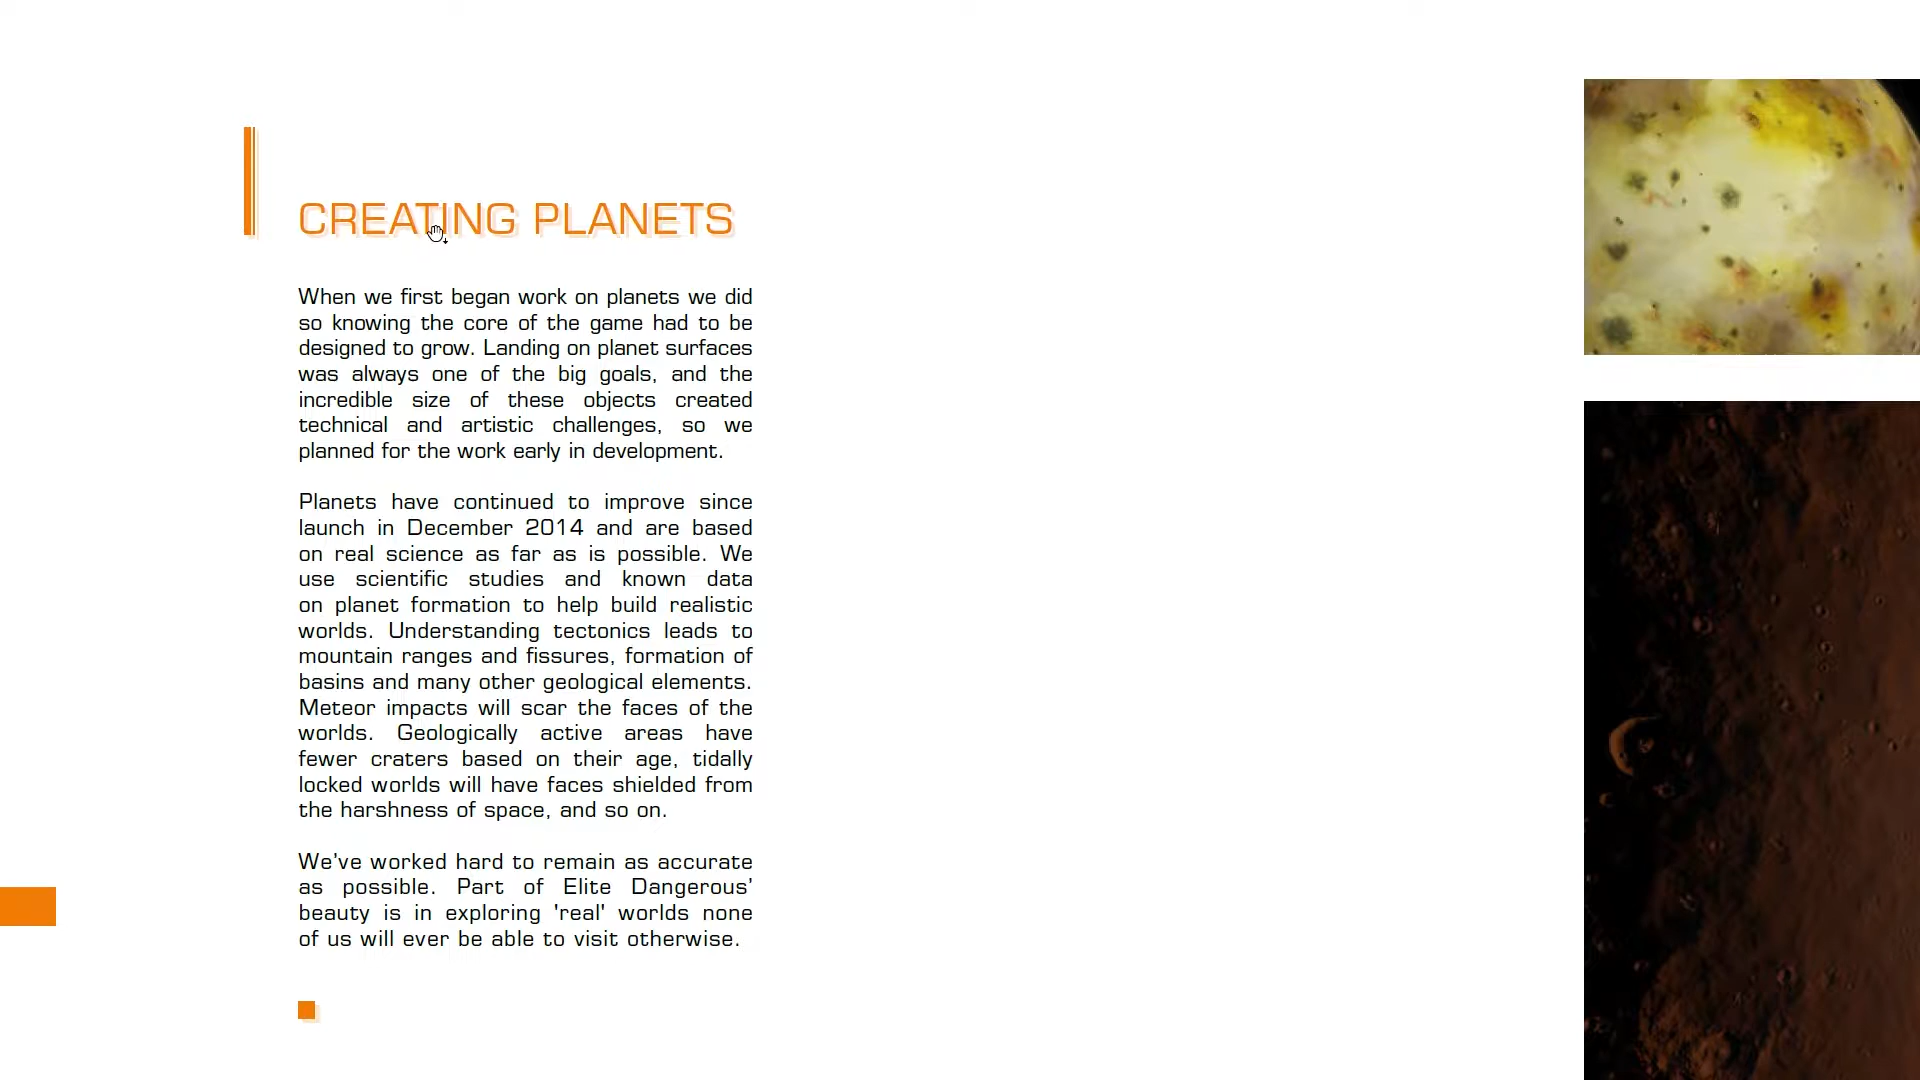 CREATING PLANETS
When we first began work on planets we did
so knowing the core of the game had to be
designed to grow. Landing on planet surfaces
was always one of the big goals, and the
incredible size of these objects created
technical and artistic challenges, so we
planned for the work early in development.
Planets have continued to improve since
launch in December 2014 and are based
on real science as far as is possible. We
use scientific studies and known data
on planet formation to help build realistic
worlds. Understanding tectonics leads to
mountain ranges and fissures, formation of
basins and many other geological elements.
Meteor impacts will scar the faces of the
worlds. Geologically active areas have
fewer craters based on their age, tidally
locked worlds will have faces shielded from
the harshness of space, and so on.
We’ve worked hard to remain as accurate
as possible. Part of Elite Dangerous’
beauty is in exploring 'real' worlds none
of us will ever be able to visit otherwise.